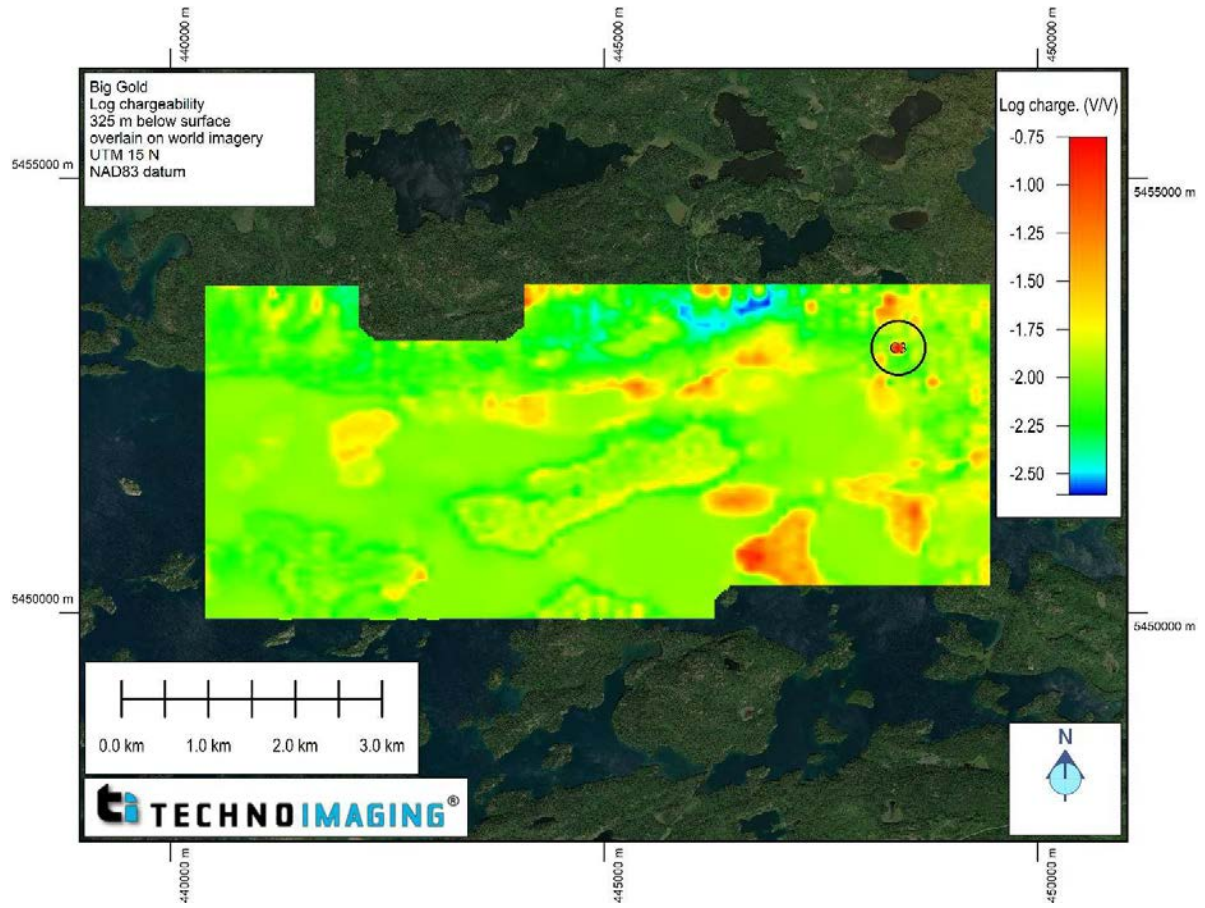 440000 m
445000 m
450000 m
Big Gold
Log chargeability
325 m below surface
overlain on world imagery
UTM 15 N
NAD83 datum
Log charge. (V/V)
-0.75
-1.00
-1.25
-1.50
-1.75
-2.00
-2.25
-2.50
5455000 m
5455000 m
5450000 m
5450000 m
0.0 km 1.0 km 2.0 km 3.0 km
N
ti TECHNOIMAGING®
440000 m
445000 m
450000 m